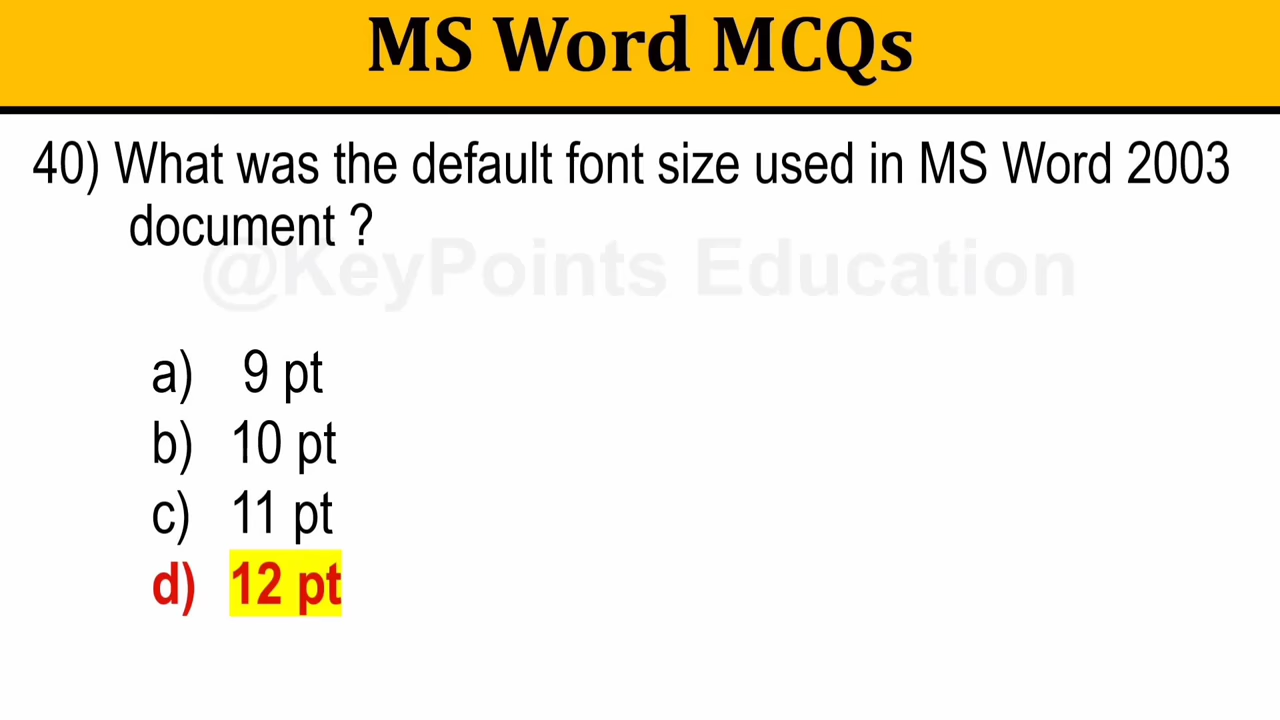 MS Word MCQs
40) What was the default font size used in MS Word 2003
document ?
@KeyPoints Education
a) 9 pt
b) 10 pt
c) 11 pt
d) 12 pt